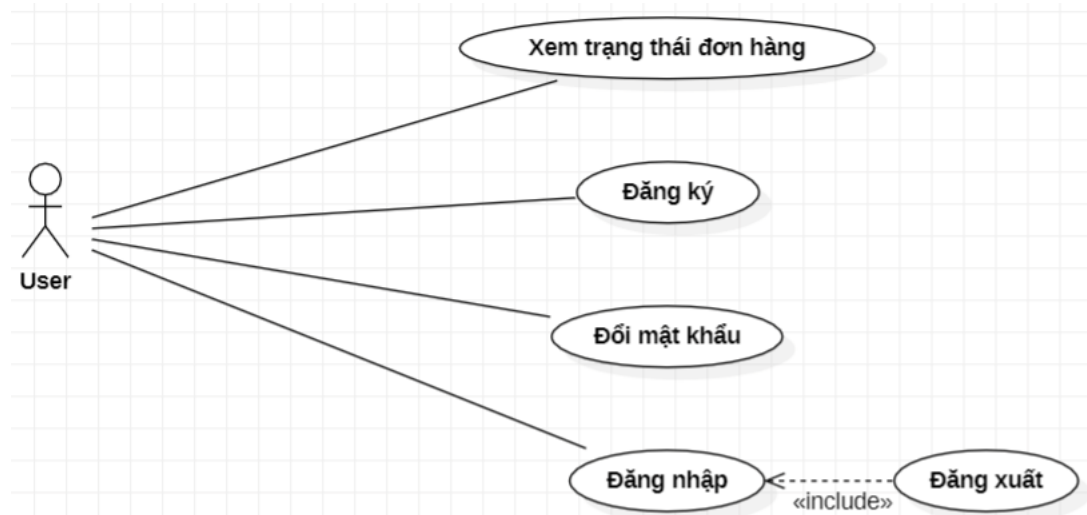 Xem trạng thái đơn hàng
Đăng ký
User
Đổi mật khẩu
Đăng nhập
Đăng xuất
«include»